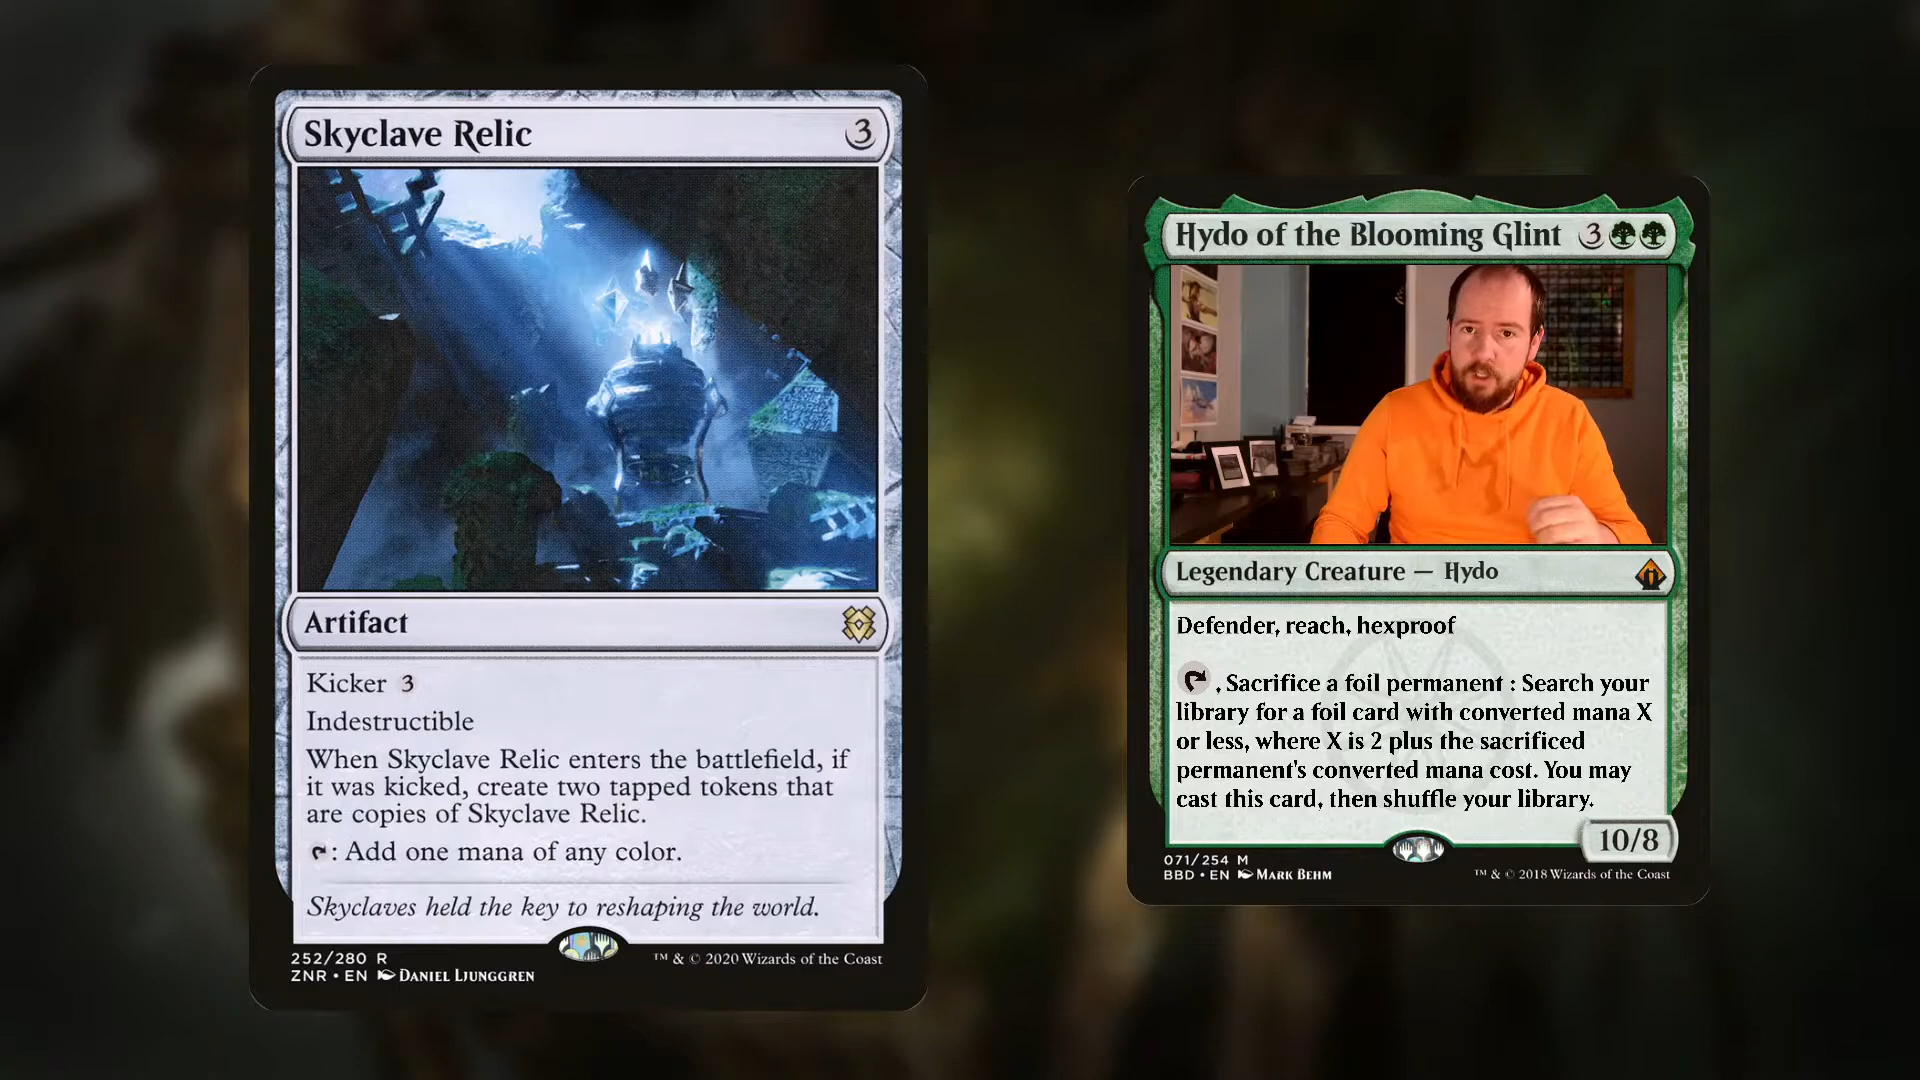 Skyclave Relic 3
Artifact
Kicker 3
Indestructible
When Skyclave Relic enters the battlefield, if
it was kicked, create two tapped tokens that
are copies of Skyclave Relic.
: Add one mana of any color.
Skyclaves held the key to reshaping the world.
252/280 R
ZNR • EN Daniel Ljunggren
™ & © 2020 Wizards of the Coast
Hydo of the Blooming Glint 3
Legendary Creature — Hydo
Defender, reach, hexproof
, Sacrifice a foil permanent : Search your
library for a foil card with converted mana X
or less, where X is 2 plus the sacrificed
permanent's converted mana cost. You may
cast this card, then shuffle your library.
10/8
071/254 M
BBD • EN Mark Behm
™ & © 2018 Wizards of the Coast